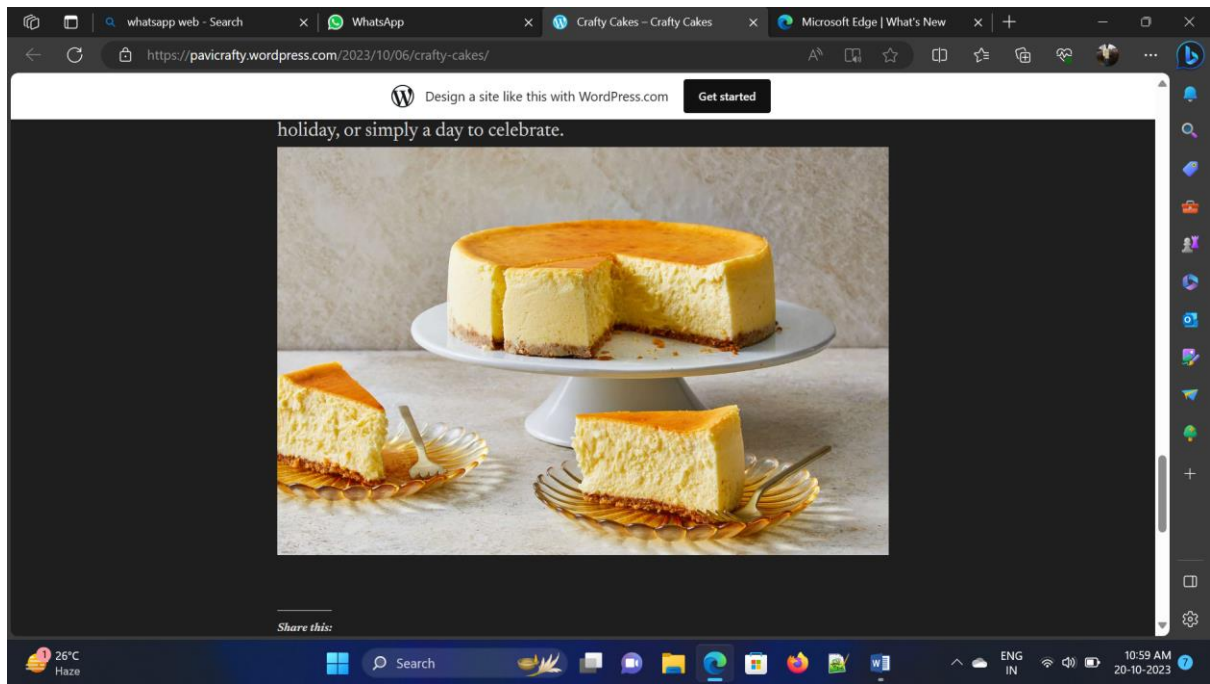 whatsapp web - Search
WhatsApp
Crafty Cakes – Crafty Cakes
Microsoft Edge | What's New
https://pavicrafty.wordpress.com/2023/10/06/crafty-cakes/
Design a site like this with WordPress.com
Get started
holiday, or simply a day to celebrate.
Share this:
1
26°C
Haze
Search
ENG
IN
10:59 AM
20-10-2023
7